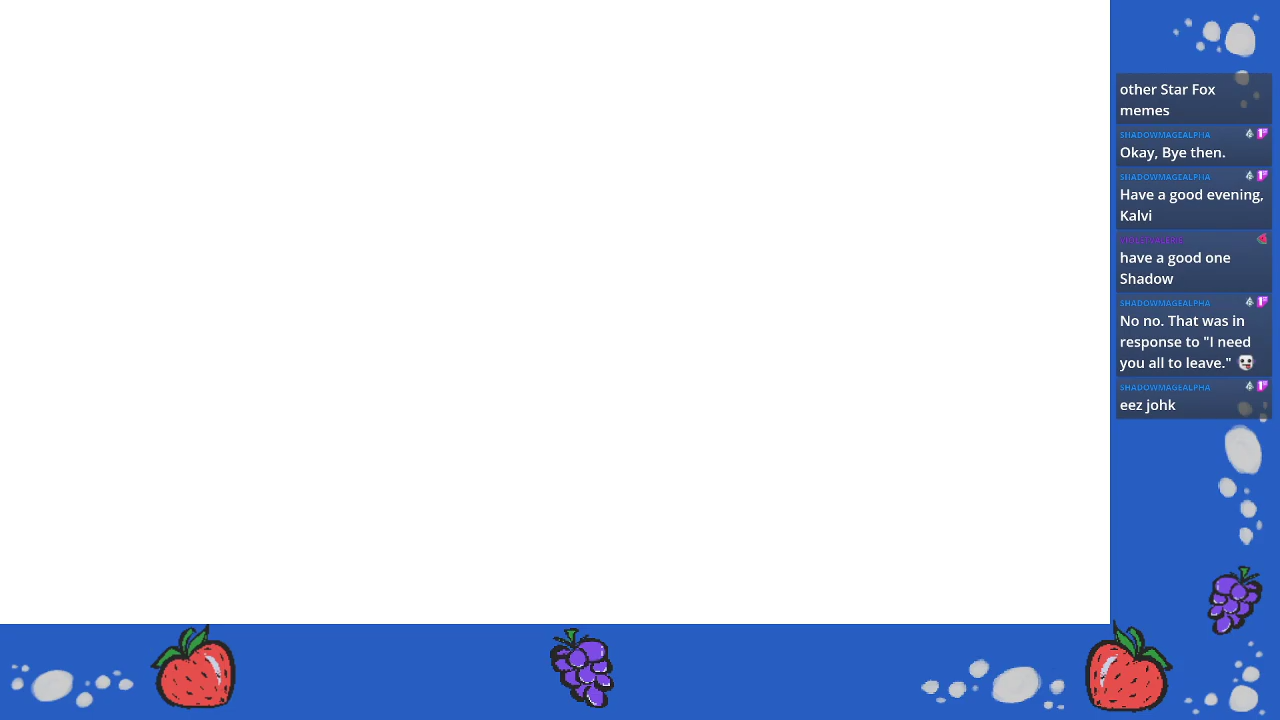 other Star Fox
memes
SHADOWMAGEALPHA
Okay, Bye then.
SHADOWMAGEALPHA
Have a good evening,
Kalvi
have a good one
Shadow
SHADOWMAGEALPHA
No no. That was in
response to "I need
you all to leave."
SHADOWMAGEALPHA
eez johk